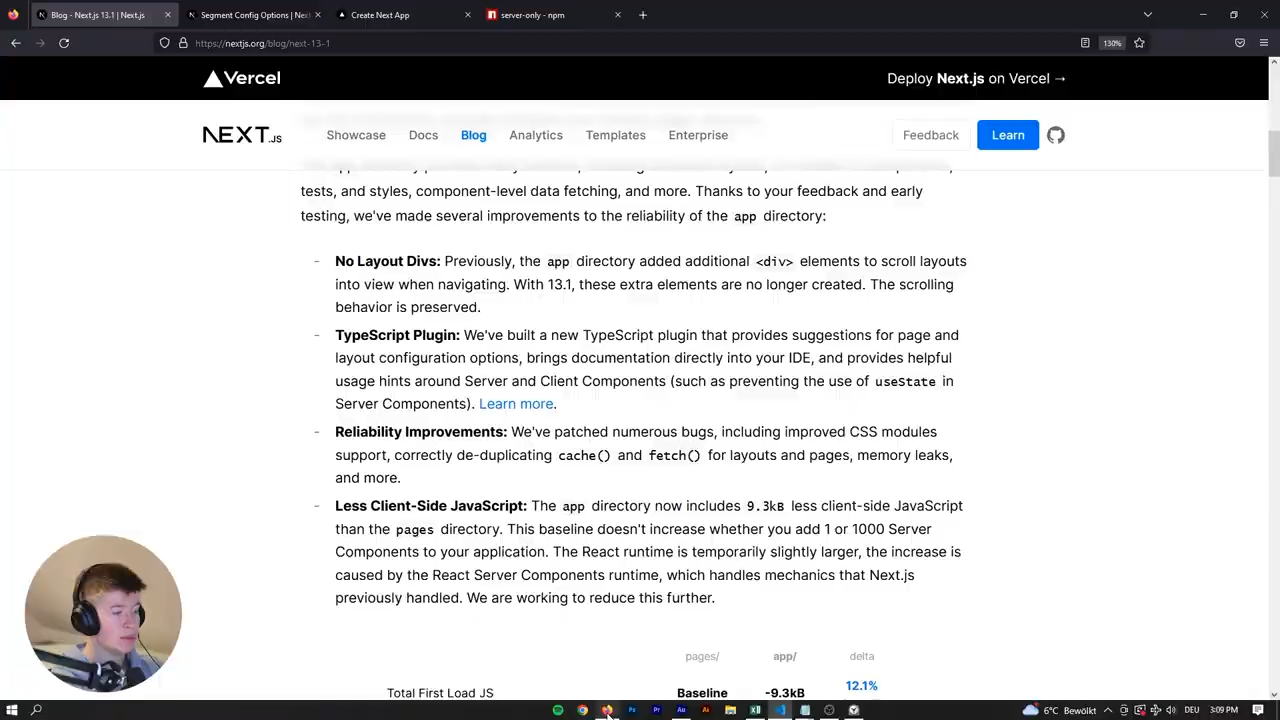 Blog - Next.js 13.1 | Next.js
Segment Config Options | Nex
Create Next App
server-only - npm
https://nextjs.org/blog/next-13-1
130%
Vercel
Deploy Next.js on Vercel →
NEXT.JS
Showcase
Docs
Blog
Analytics
Templates
Enterprise
Feedback
Learn
tests, and styles, component-level data fetching, and more. Thanks to your feedback and early
testing, we've made several improvements to the reliability of the app directory:
- No Layout Divs: Previously, the app directory added additional <div> elements to scroll layouts
into view when navigating. With 13.1, these extra elements are no longer created. The scrolling
behavior is preserved.
- TypeScript Plugin: We've built a new TypeScript plugin that provides suggestions for page and
layout configuration options, brings documentation directly into your IDE, and provides helpful
usage hints around Server and Client Components (such as preventing the use of useState in
Server Components). Learn more.
- Reliability Improvements: We've patched numerous bugs, including improved CSS modules
support, correctly de-duplicating cache() and fetch() for layouts and pages, memory leaks,
and more.
- Less Client-Side JavaScript: The app directory now includes 9.3kB less client-side JavaScript
than the pages directory. This baseline doesn't increase whether you add 1 or 1000 Server
Components to your application. The React runtime is temporarily slightly larger, the increase is
caused by the React Server Components runtime, which handles mechanics that Next.js
previously handled. We are working to reduce this further.
pages/
app/
delta
Total First Load JS
Baseline
-9.3kB
12.1%
Ps
Pr
Au
Ai
6°C Bewölkt
DEU
3:09 PM